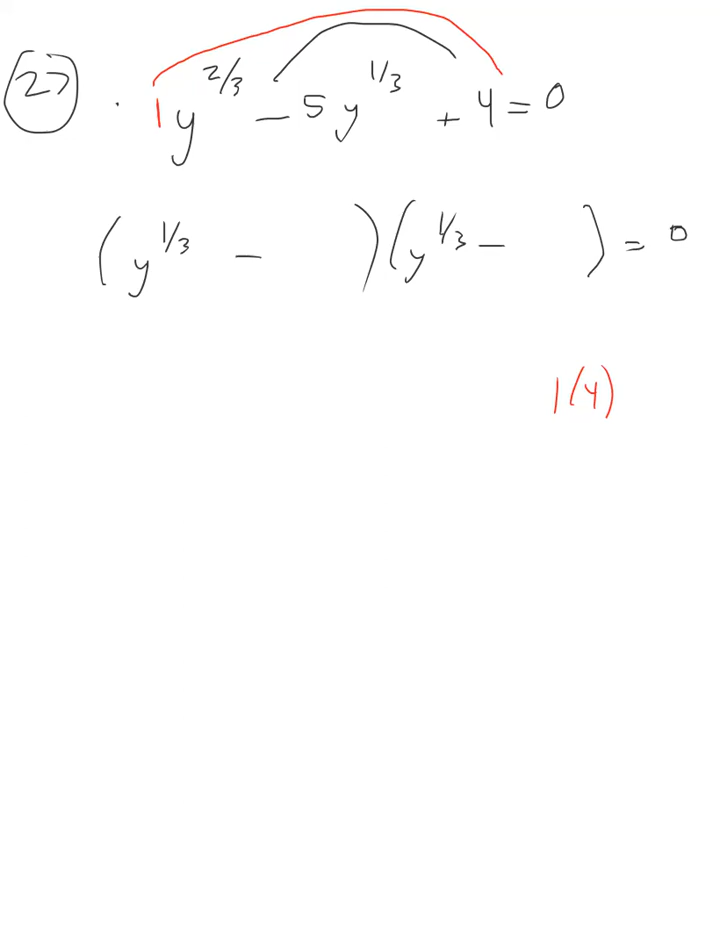 27 . 1y^{2/3} - 5y^{1/3} + 4 = 0
(y^{1/3} -    )(y^{1/3} -    ) = 0
1(4)